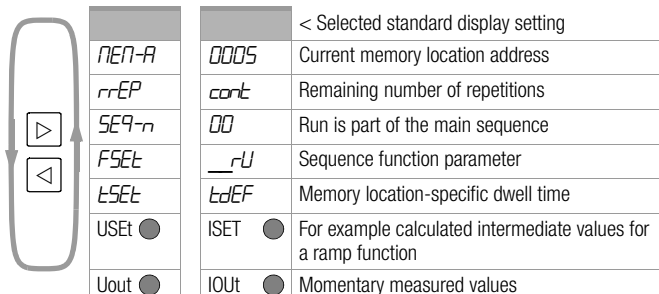 < Selected standard display setting
MEM-A 0005 Current memory location address
rrEP cont Remaining number of repetitions
SEq-n 00 Run is part of the main sequence
FSEt __rU Sequence function parameter
tSEt tdEF Memory location-specific dwell time
USEt ISET For example calculated intermediate values for
a ramp function
Uout IOUt Momentary measured values